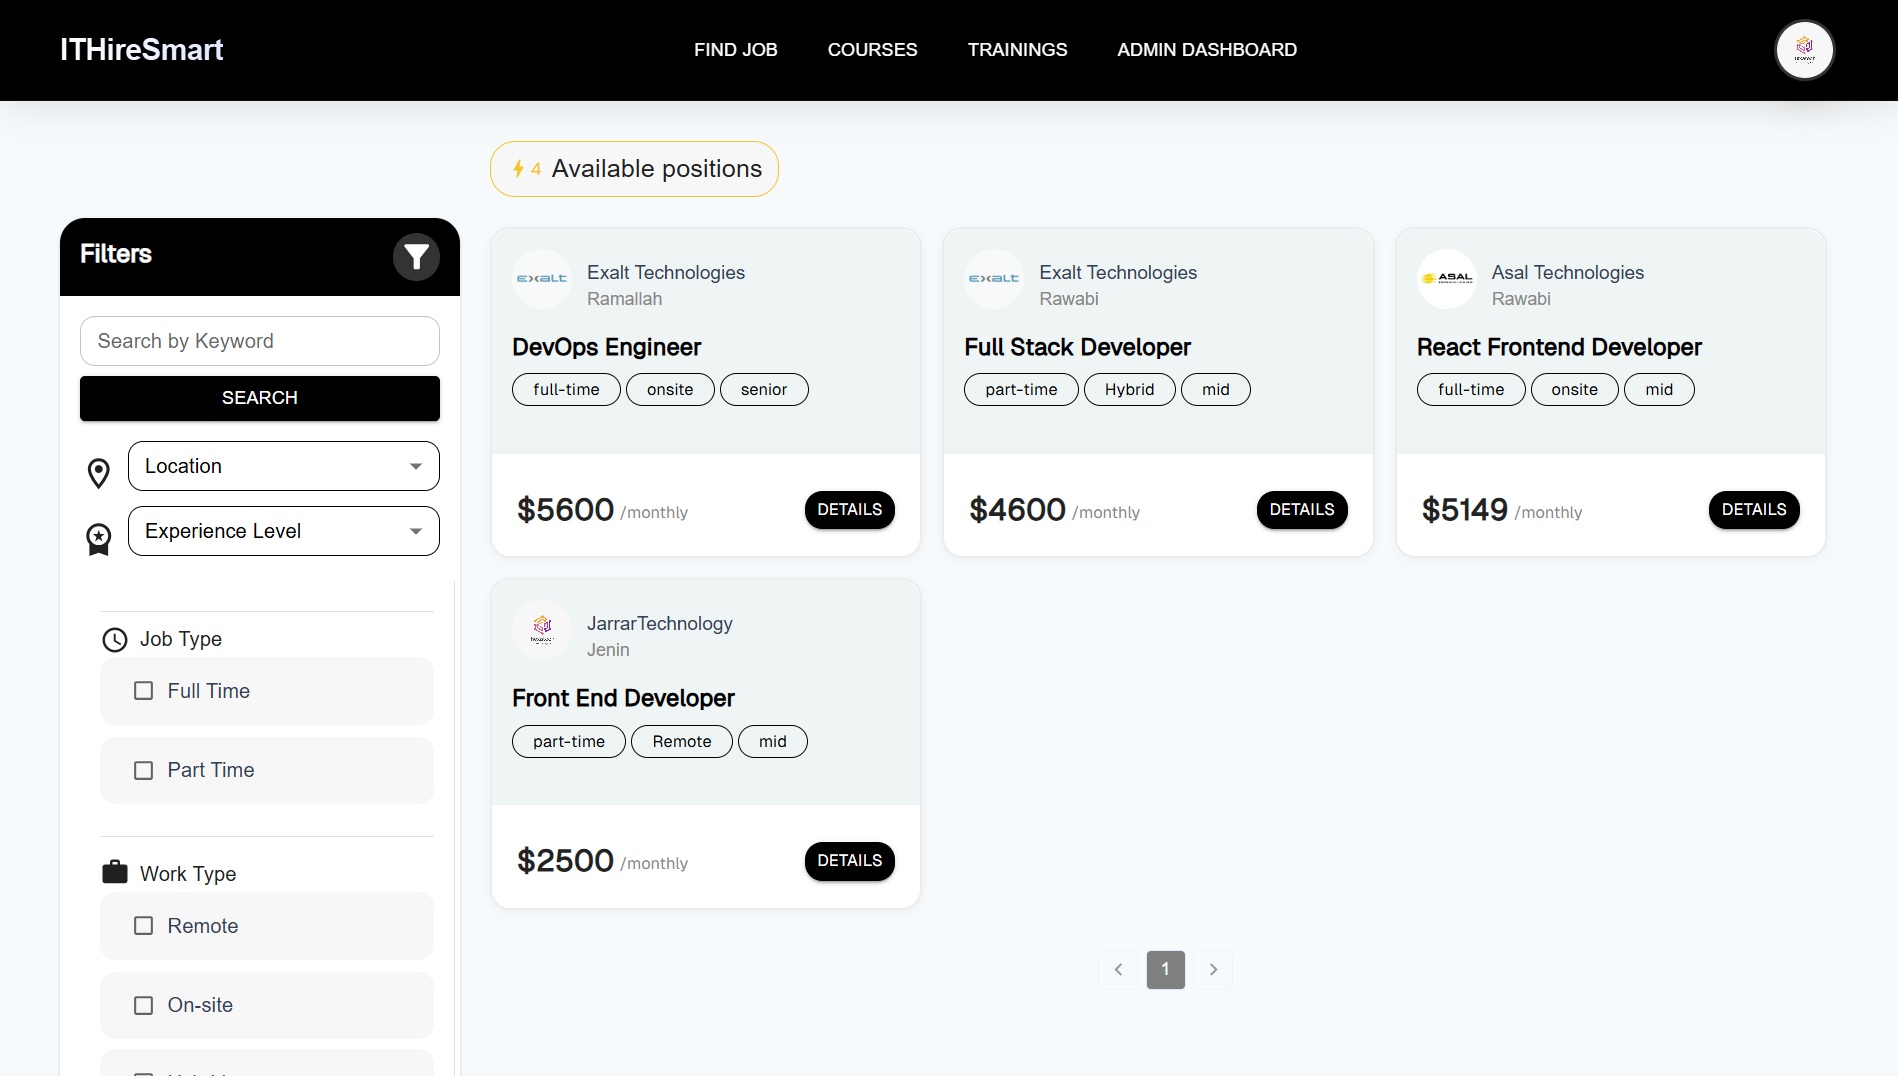 ITHireSmart
FIND JOB
COURSES
TRAININGS
ADMIN DASHBOARD
4 Available positions
Filters
Search by Keyword
SEARCH
Location
Experience Level
Job Type
Full Time
Part Time
Work Type
Remote
On-site
EXALT
Exalt Technologies
Ramallah
DevOps Engineer
full-time
onsite
senior
$5600 /monthly
DETAILS
EXALT
Exalt Technologies
Rawabi
Full Stack Developer
part-time
Hybrid
mid
$4600 /monthly
DETAILS
ASAL
Asal Technologies
Rawabi
React Frontend Developer
full-time
onsite
mid
$5149 /monthly
DETAILS
JarrarTechnology
Jenin
Front End Developer
part-time
Remote
mid
$2500 /monthly
DETAILS
1